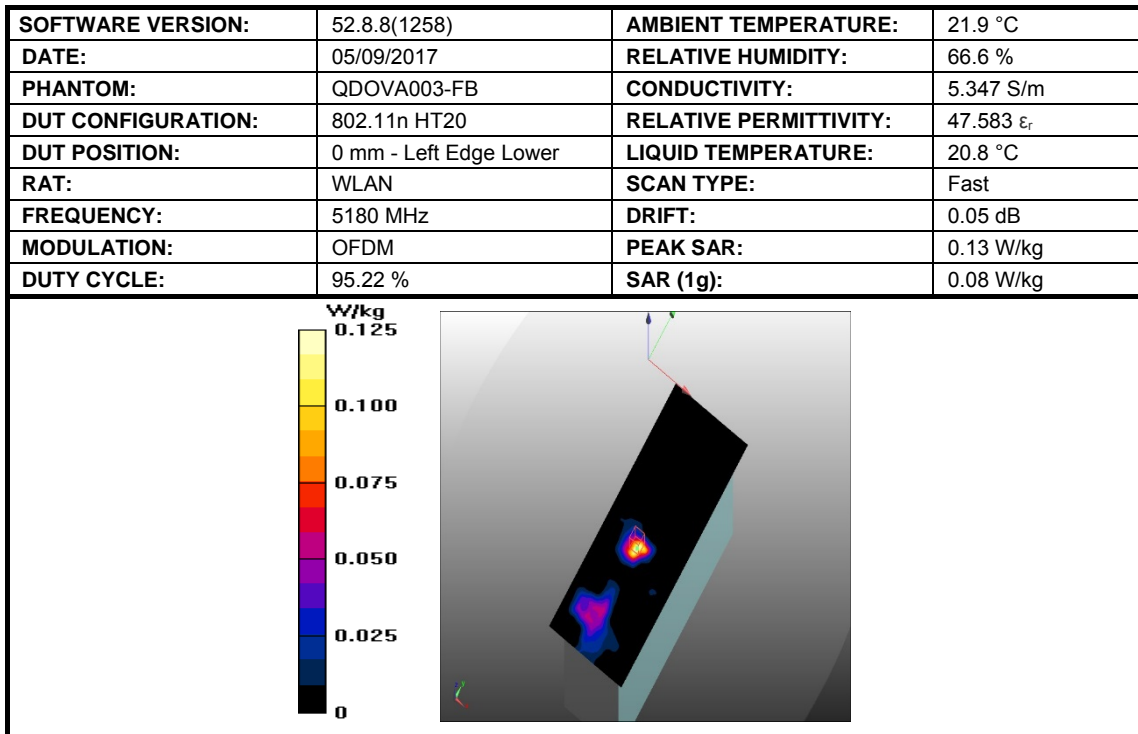 SOFTWARE VERSION: 52.8.8(1258) AMBIENT TEMPERATURE: 21.9 °C
DATE: 05/09/2017 RELATIVE HUMIDITY: 66.6 %
PHANTOM: QDOVA003-FB CONDUCTIVITY: 5.347 S/m
DUT CONFIGURATION: 802.11n HT20 RELATIVE PERMITTIVITY: 47.583 εr
DUT POSITION: 0 mm - Left Edge Lower LIQUID TEMPERATURE: 20.8 °C
RAT: WLAN SCAN TYPE: Fast
FREQUENCY: 5180 MHz DRIFT: 0.05 dB
MODULATION: OFDM PEAK SAR: 0.13 W/kg
DUTY CYCLE: 95.22 % SAR (1g): 0.08 W/kg
W/kg
0.125
0.100
0.075
0.050
0.025
0